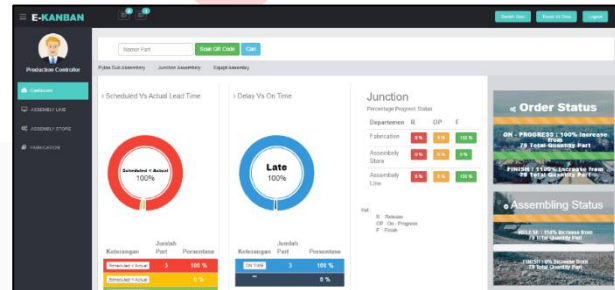 E-KANBAN
Logout
Production Controller
Nomor Part
Scan QR Code
Cari
Dashboard
ASSEMBLY LINE
ASSEMBLY STORE
FABRICATION
Pylon Sub Assembly
Junction Assembly
Equipt Assembly
Scheduled Vs Actual Lead Time
Scheduled < Actual
100%
Keterangan
Jumlah Part
Persentase
Scheduled < Actual
3
100 %
Scheduled = Actual
0 %
Delay Vs On Time
Late
100%
Keterangan
Jumlah Part
Persentase
ON TIME
3
100 %
0 %
Junction
Percentage Progress Status
Departemen R OP F
Fabrication 0 % 0 % 100 %
Assembly Store 0 % 0 % 0 %
Assembly Line 0 % 0 % 100 %
Ket
R : Release
OP : On - Progress
F : Finish
Order Status
ON - PROGRESS : 100% Increase from
79 Total Quantity Part
FINISH : 1185% Increase from
79 Total Quantity Part
Assembling Status
79 Total Quantity Part
79 Total Quantity Part